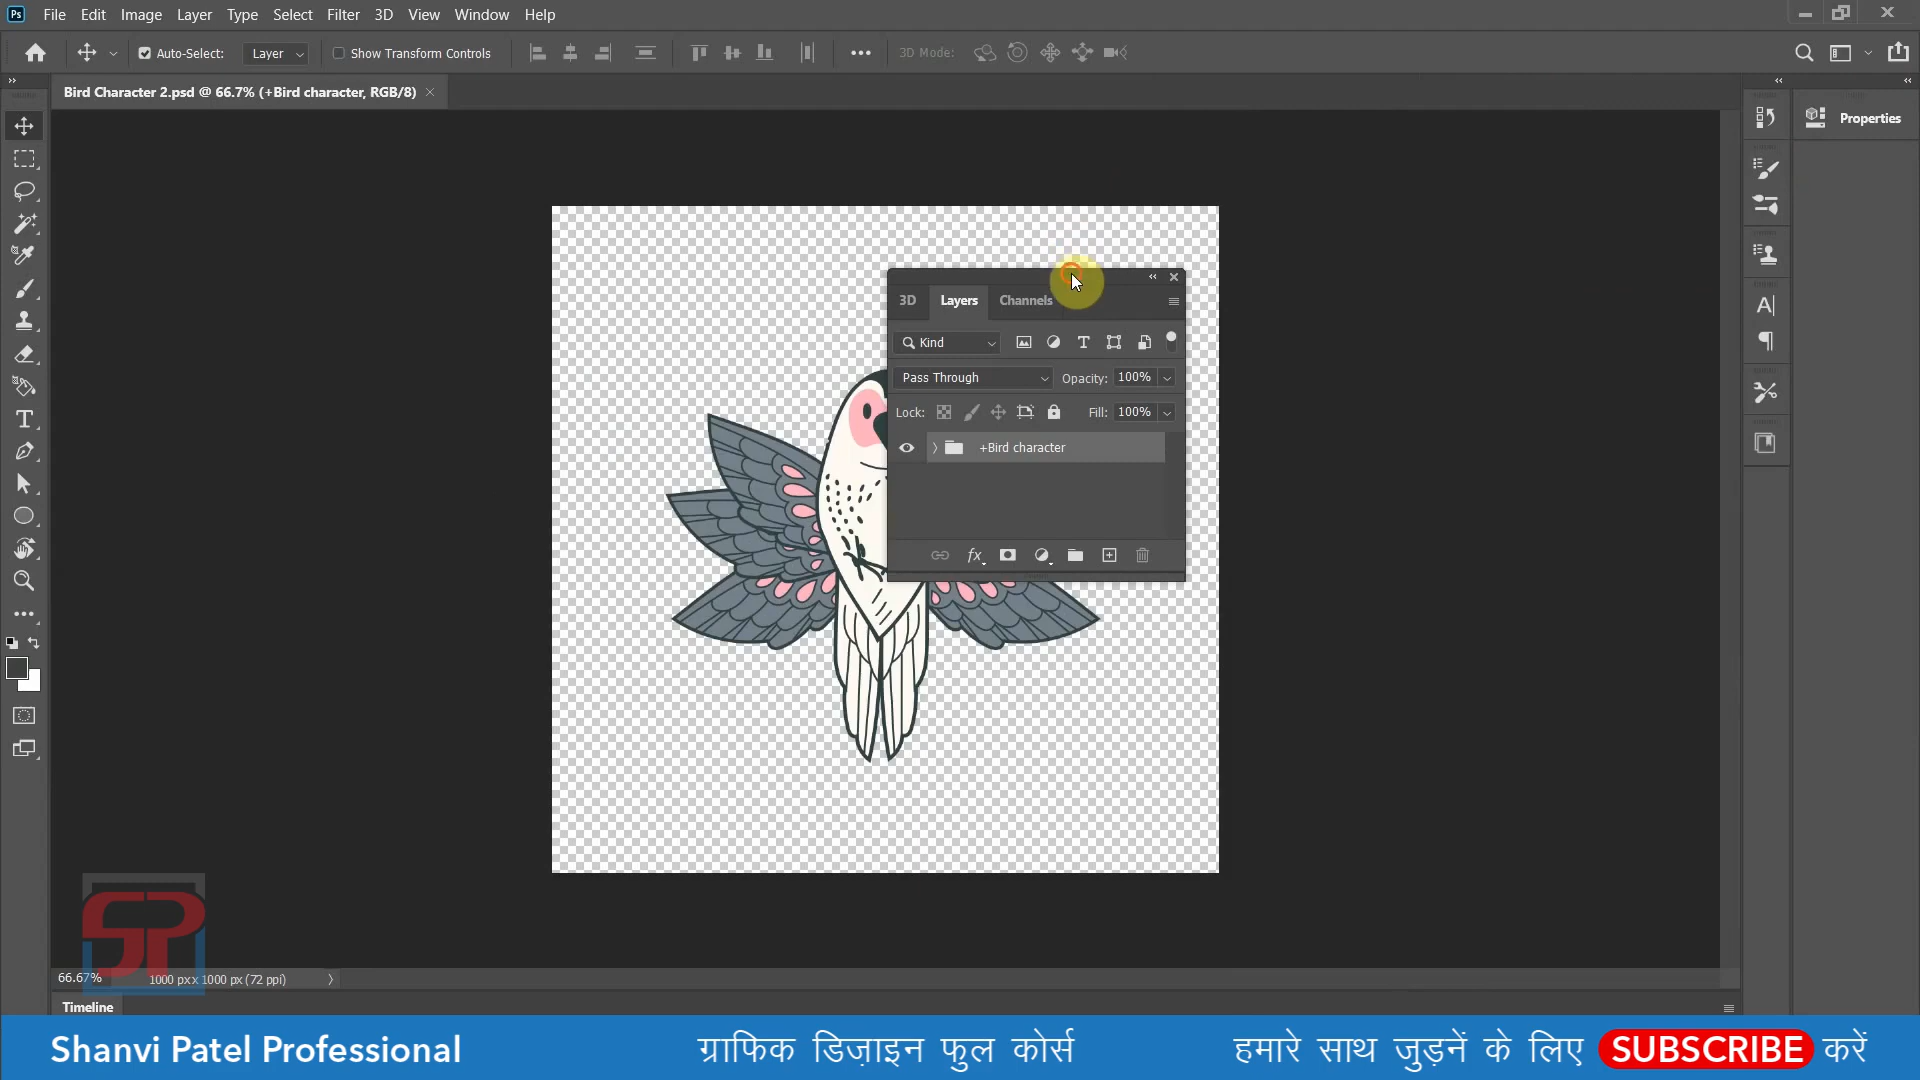 Ps File Edit Image Layer Type Select Filter 3D View Window Help
Auto-Select: Layer Show Transform Controls 3D Mode:
Bird Character 2.psd @ 66.7% (+Bird character, RGB/8)
Properties
3D Layers Channels
Kind
Pass Through Opacity: 100%
Lock: Fill: 100%
+Bird character
fx
SP
66.67% 1000 px x 1000 px (72 ppi)
Timeline
Shanvi Patel Professional ग्राफिक डिज़ाइन फुल कोर्स हमारे साथ जुड़नें के लिए SUBSCRIBE करें